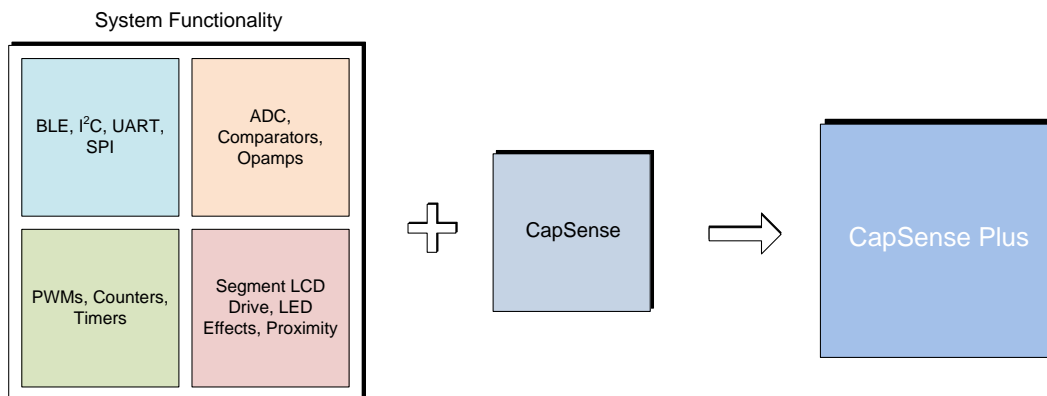 System Functionality
BLE, I²C, UART,
SPI
ADC,
Comparators,
Opamps
PWMs, Counters,
Timers
Segment LCD
Drive, LED
Effects, Proximity
CapSense
CapSense Plus